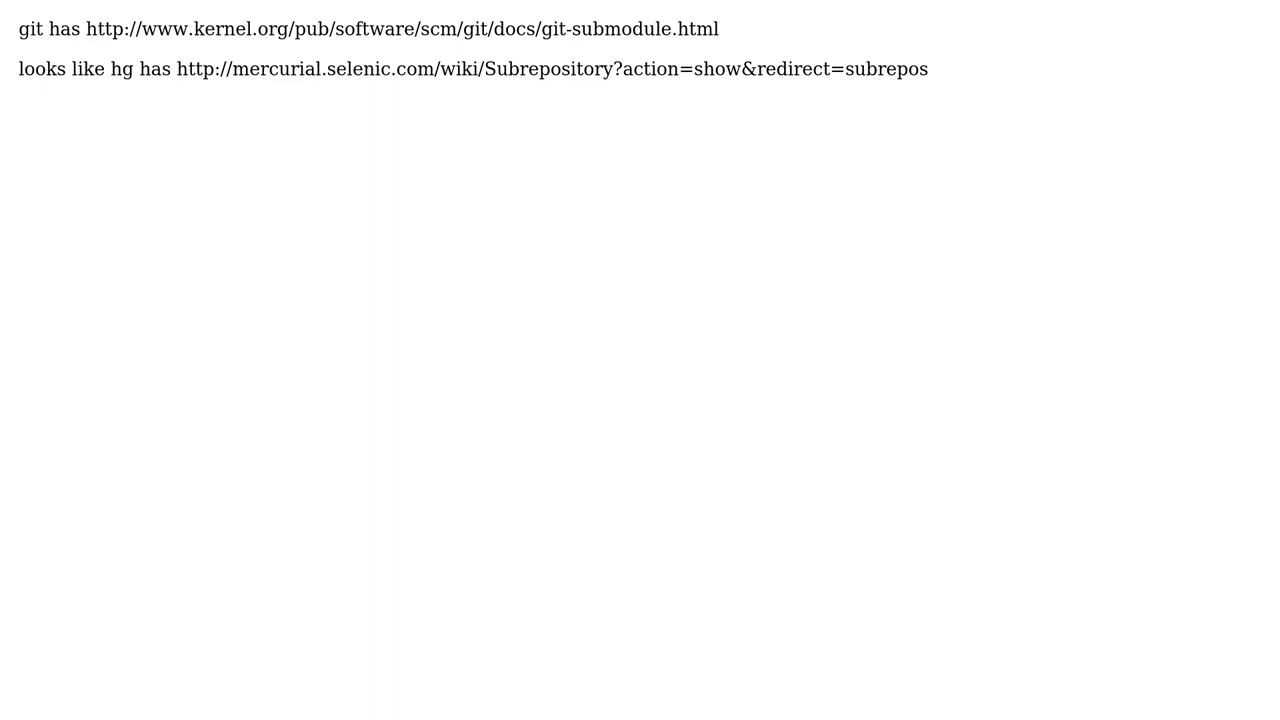 git has http://www.kernel.org/pub/software/scm/git/docs/git-submodule.html
looks like hg has http://mercurial.selenic.com/wiki/Subrepository?action=show&redirect=subrepos